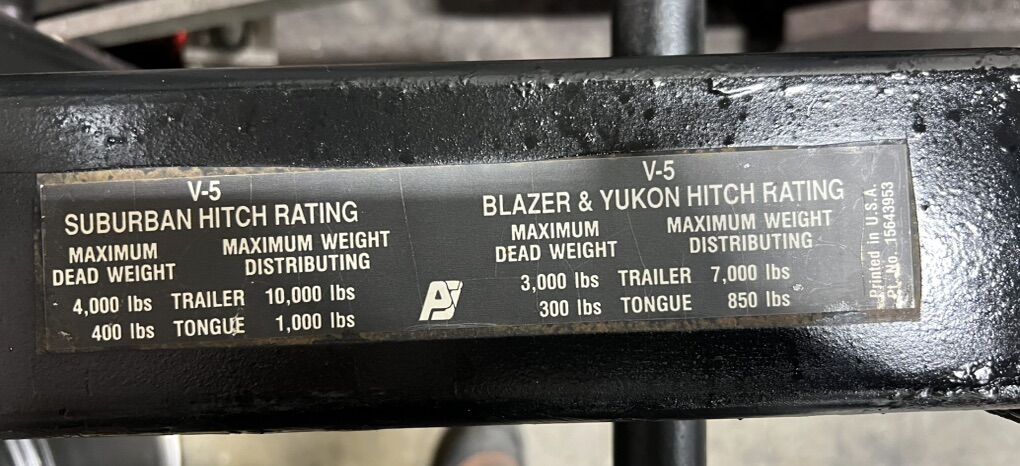 V-5
SUBURBAN HITCH RATING
MAXIMUM DEAD WEIGHT
MAXIMUM WEIGHT DISTRIBUTING
4,000 lbs TRAILER 10,000 lbs
400 lbs TONGUE 1,000 lbs
V-5
BLAZER & YUKON HITCH RATING
MAXIMUM DEAD WEIGHT
MAXIMUM WEIGHT DISTRIBUTING
3,000 lbs TRAILER 7,000 lbs
300 lbs TONGUE 850 lbs
Printed in U.S.A.
Pt. No. 15643953